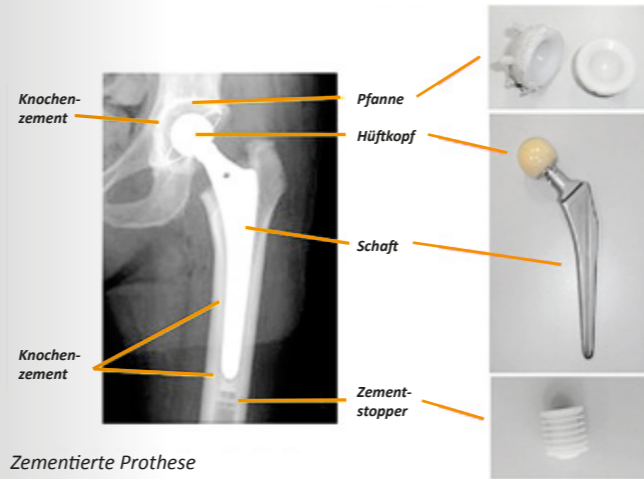 Knochen-
zement
Pfanne
Hüftkopf
Schaft
Knochen-
zement
Zement-
stopper
Zementierte Prothese